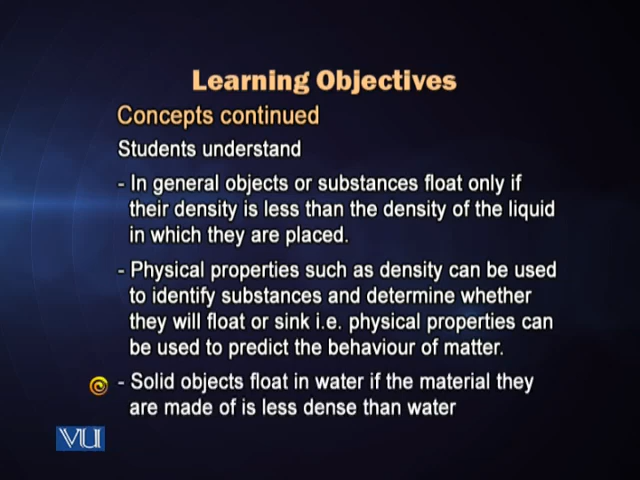 Learning Objectives
Concepts continued
Students understand
- In general objects or substances float only if
their density is less than the density of the liquid
in which they are placed.
- Physical properties such as density can be used
to identify substances and determine whether
they will float or sink i.e. physical properties can
be used to predict the behaviour of matter.
- Solid objects float in water if the material they
are made of is less dense than water
VU